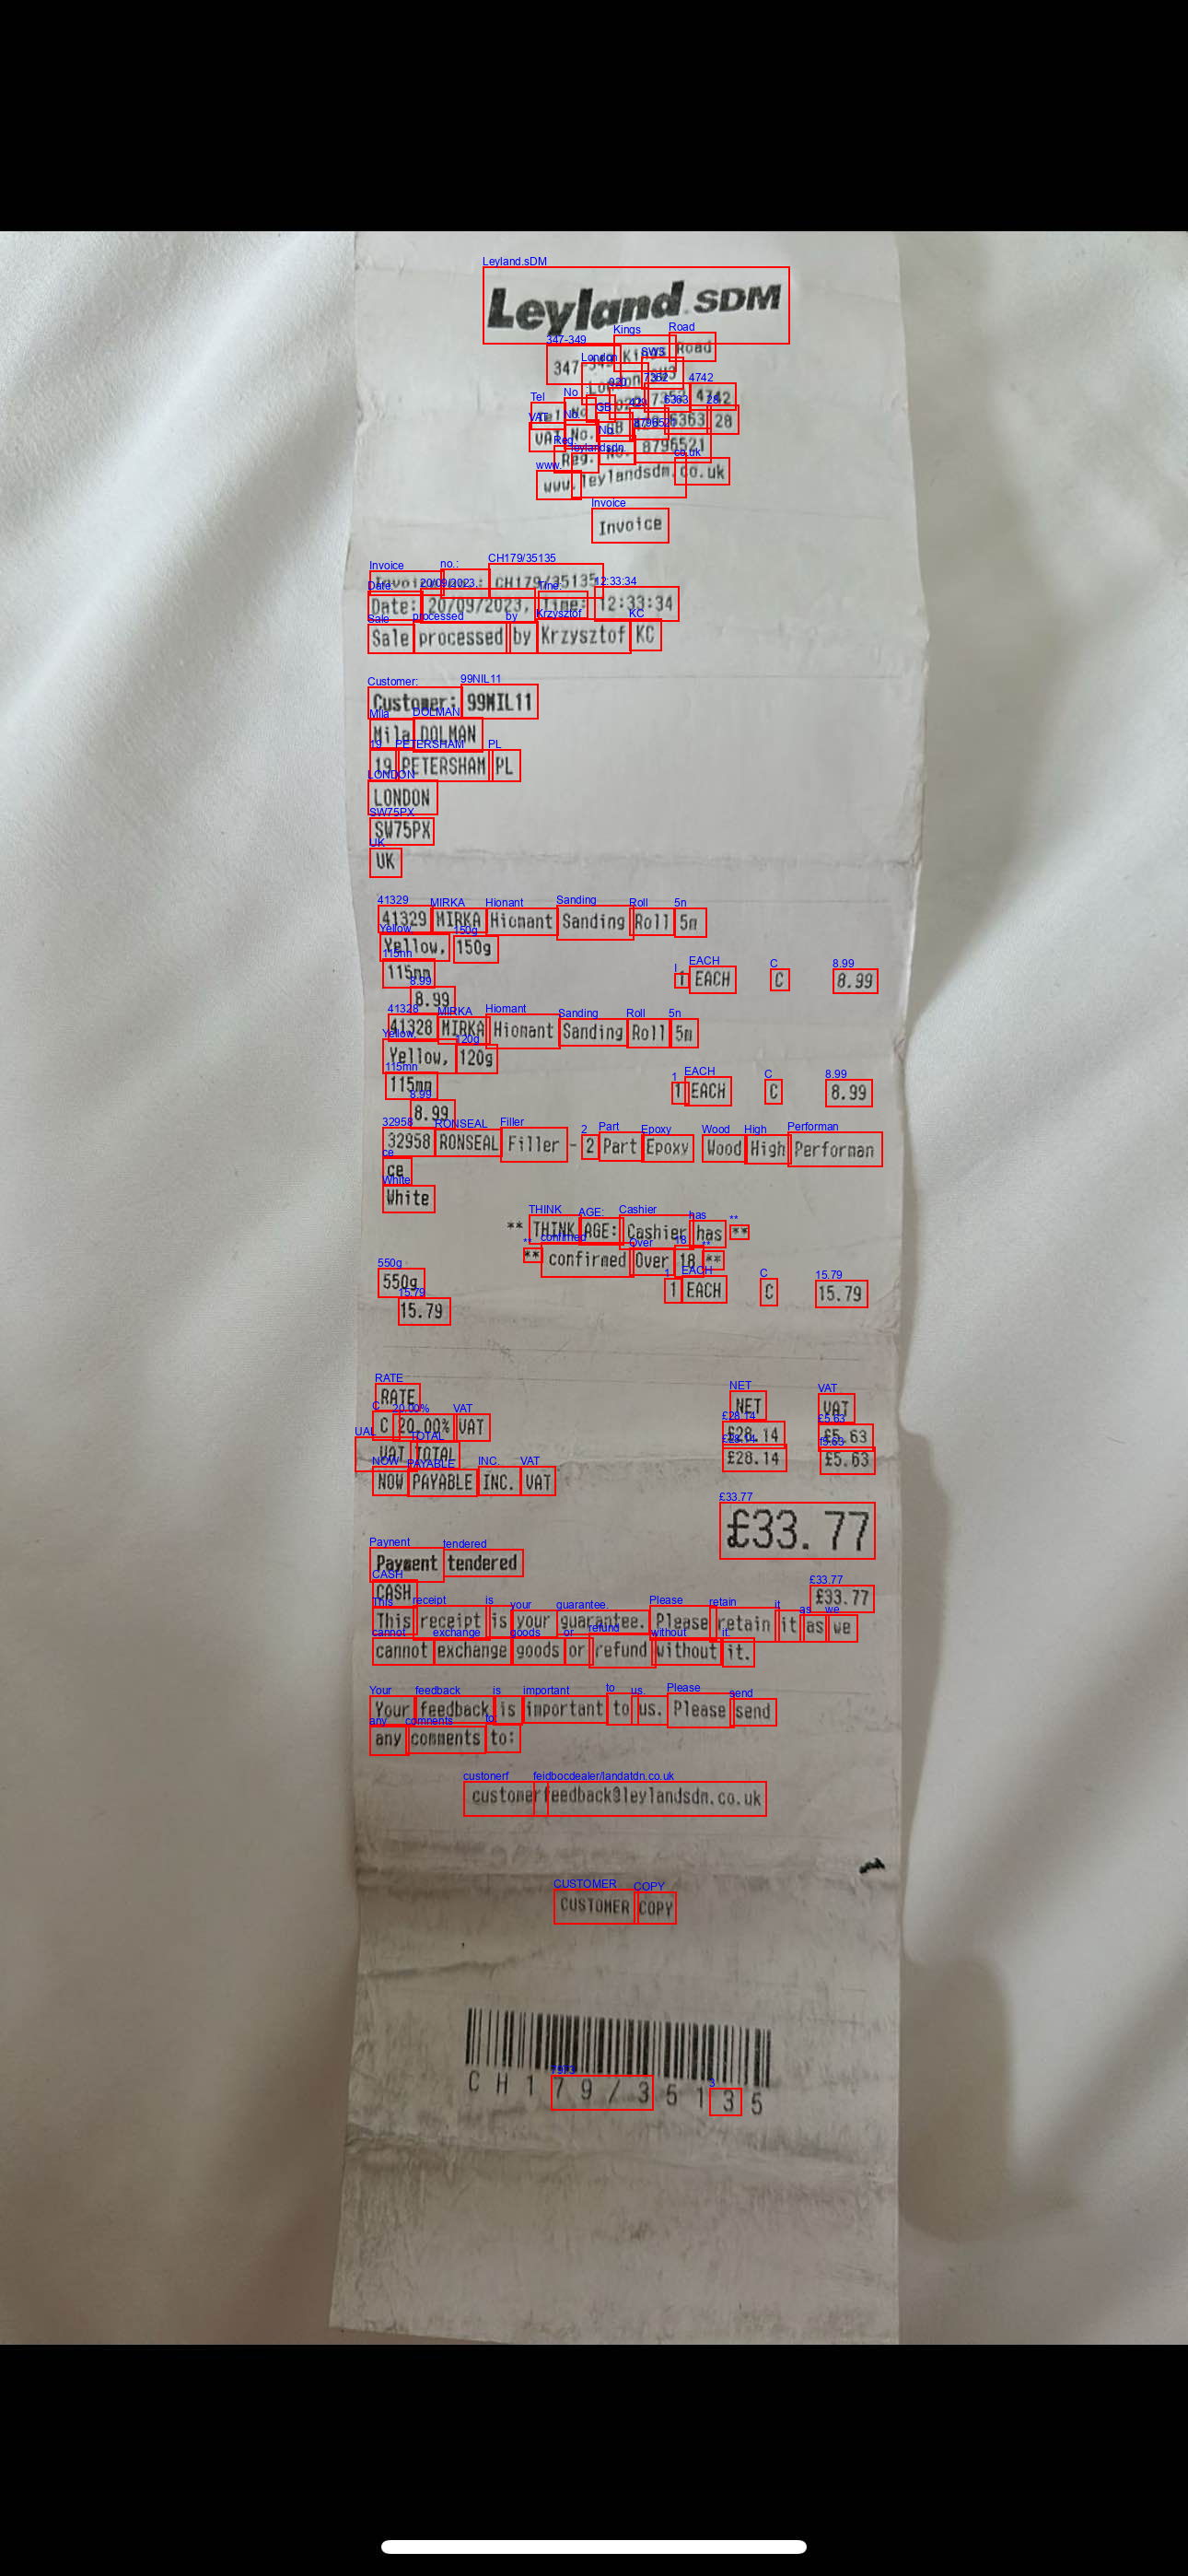 Leyland SDM
347-349 Kings Road
London SW3
Tel No. 020 7352 4742
VAT No. GB 429 6363 28
Reg. No. 8796521
www.leylandsdm.co.uk
Invoice
Invoice no.: CH179/35135
Date: 20/09/2023, Time: 12:33:34
Sale processed by Krzysztof KC
Customer: 99NIL11
Mila DOLMAN
19 PETERSHAM PL
LONDON
SW75PX
UK
41329 MIRKA Hiomant Sanding Roll 5m
Yellow, 150g
115mm 1 EACH C 8.99
8.99
41328 MIRKA Hiomant Sanding Roll 5m
Yellow, 120g
115mm 1 EACH C 8.99
8.99
32958 RONSEAL Filler - 2 Part Epoxy Wood High Performan
ce
White
** THINK AGE: Cashier has **
** confirmed Over 18 **
550g 1 EACH C 15.79
15.79
RATE NET VAT
C 20.00% VAT £28.14 £5.63
VAT TOTAL £28.14 £5.63
NOW PAYABLE INC. VAT
£33.77
Payment tendered
CASH £33.77
This receipt is your guarantee. Please retain it as we
cannot exchange goods or refund without it.
Your feedback is important to us. Please send
any comments to:
customerfeedback@leylandsdm.co.uk
CUSTOMER COPY
CH179/35135